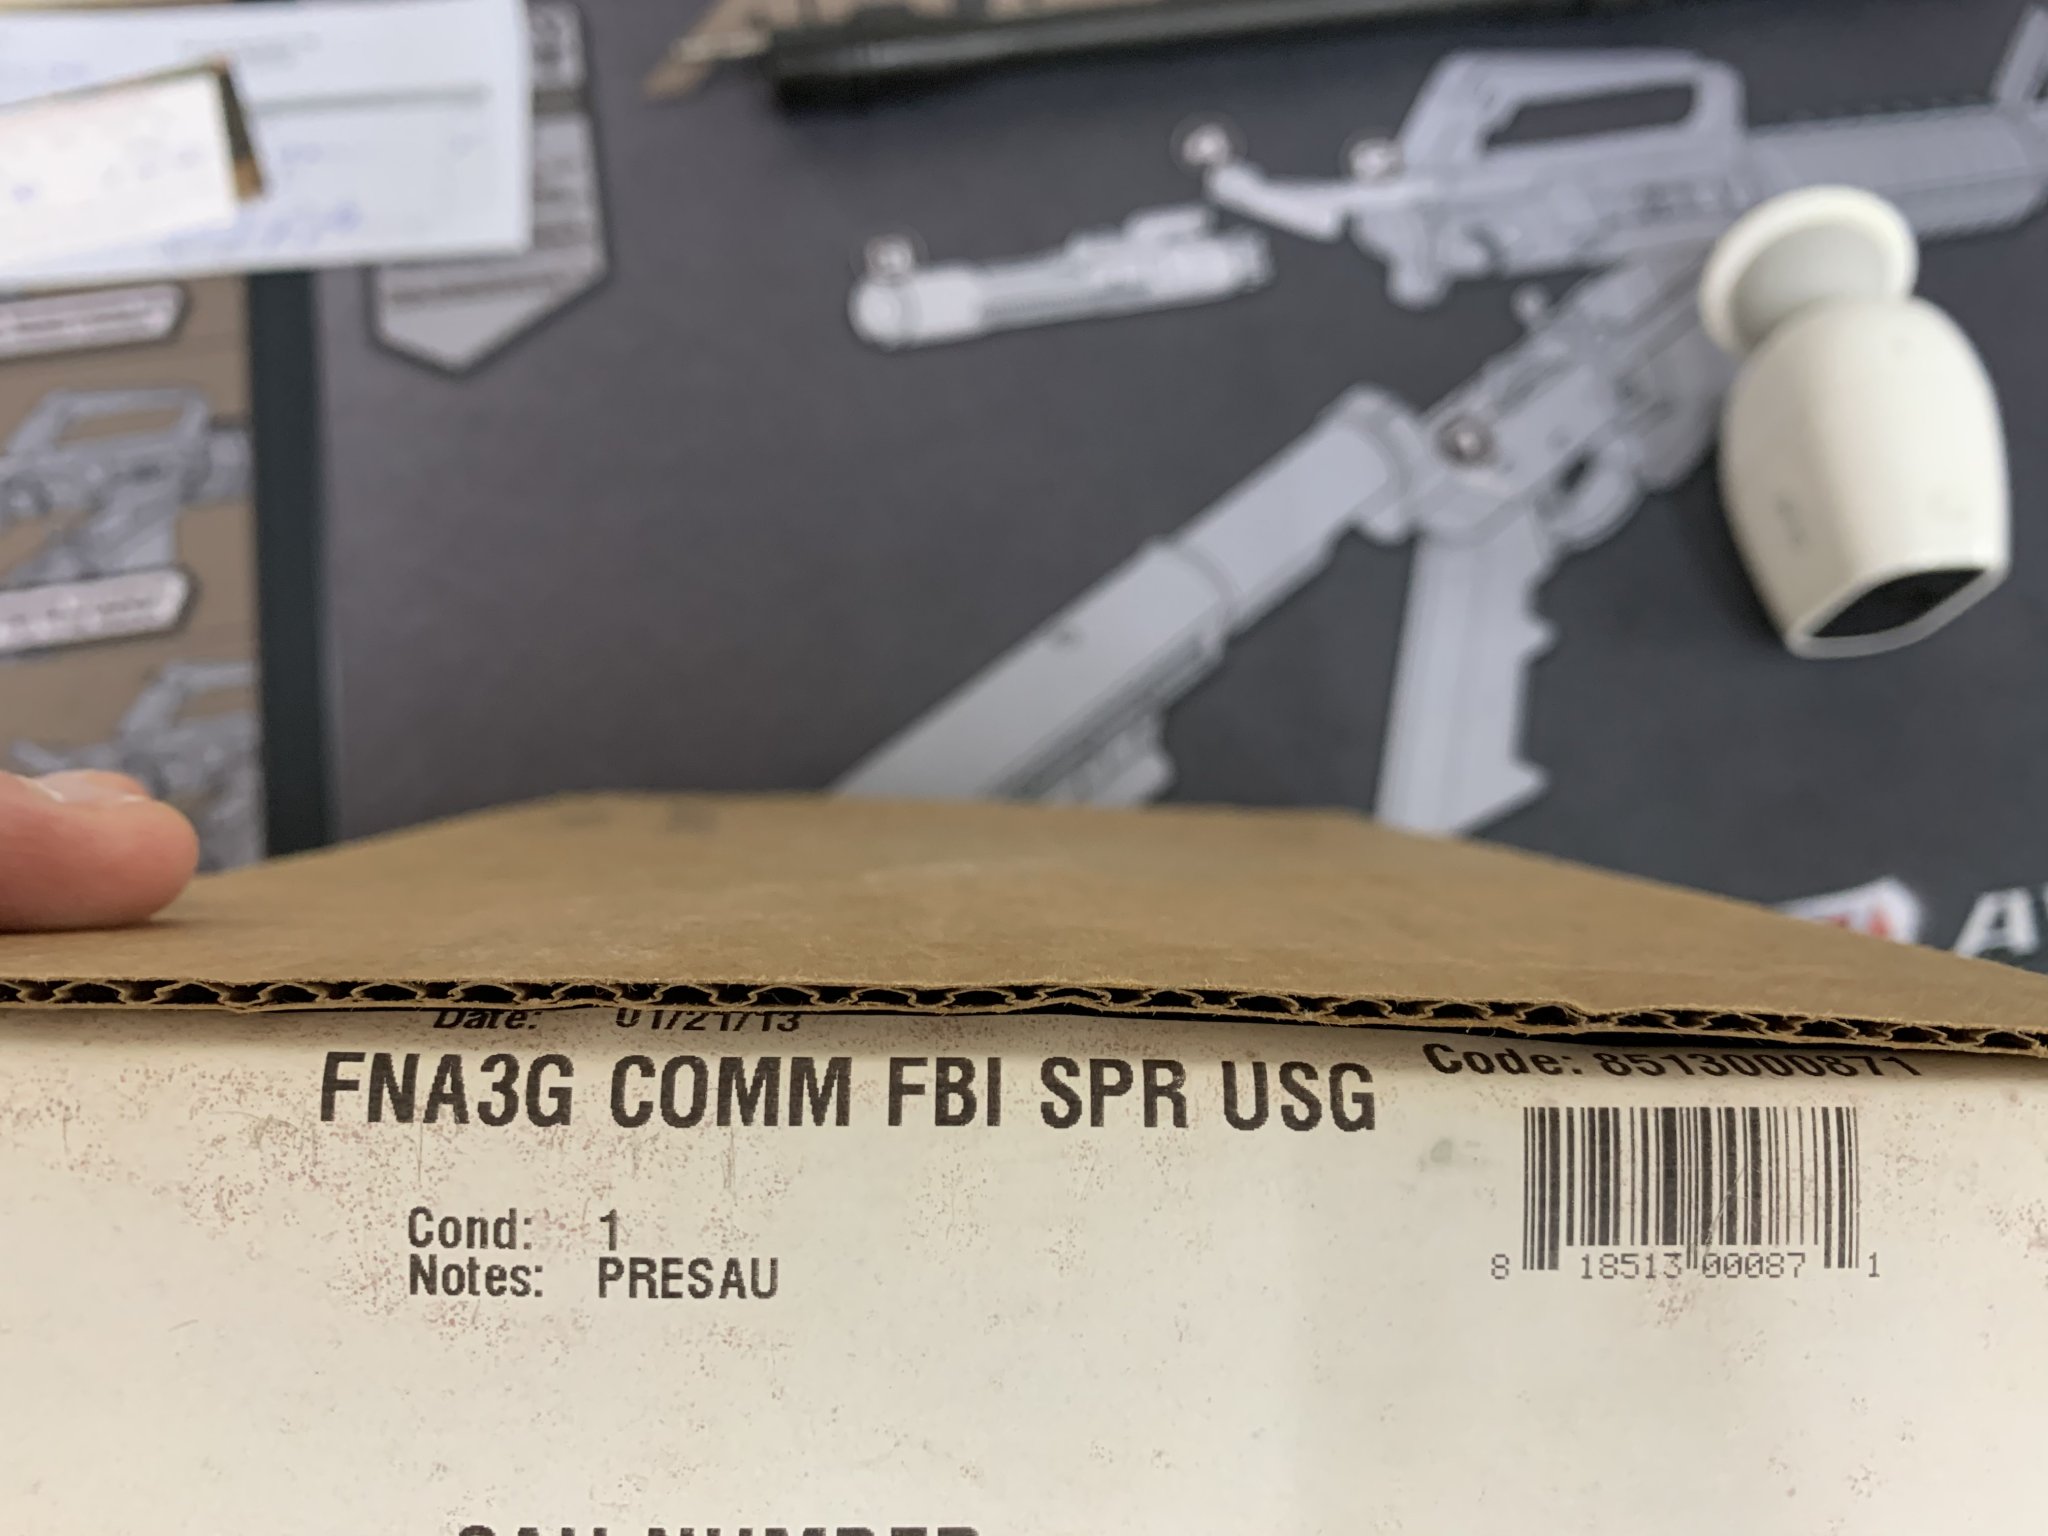 Date: 01/21/13
FNA3G COMM FBI SPR USG
Code: 8513000871
Cond: 1
Notes: PRESAU
8 18513 00087 1